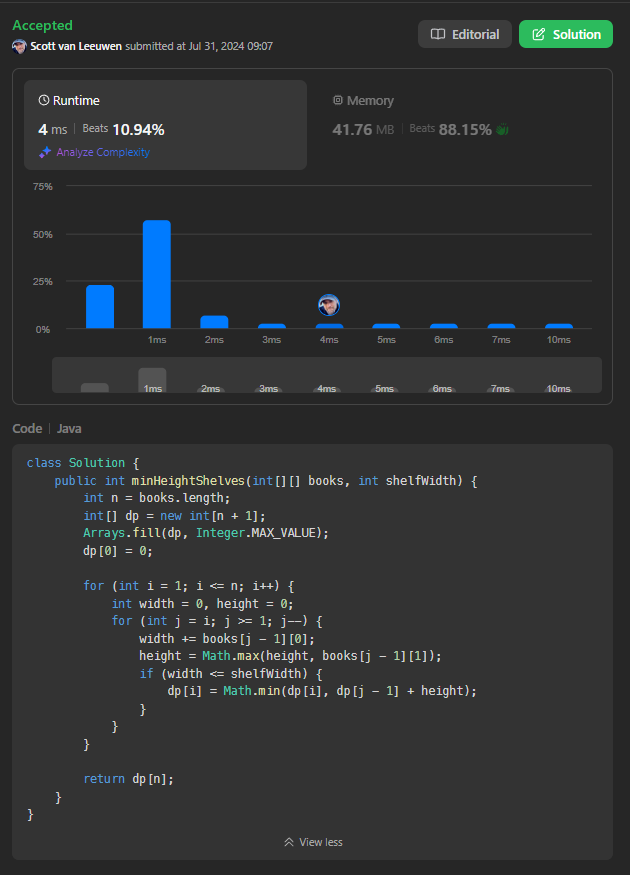 Accepted
Scott van Leeuwen submitted at Jul 31, 2024 09:07
Editorial
Solution
Runtime
4 ms | Beats 10.94%
Analyze Complexity
Memory
41.76 MB | Beats 88.15%
75%
50%
25%
0%
1ms 2ms 3ms 4ms 5ms 6ms 7ms 10ms
1ms 2ms 3ms 4ms 5ms 6ms 7ms 10ms
Code | Java
class Solution {
    public int minHeightShelves(int[][] books, int shelfWidth) {
        int n = books.length;
        int[] dp = new int[n + 1];
        Arrays.fill(dp, Integer.MAX_VALUE);
        dp[0] = 0;

        for (int i = 1; i <= n; i++) {
            int width = 0, height = 0;
            for (int j = i; j >= 1; j--) {
                width += books[j - 1][0];
                height = Math.max(height, books[j - 1][1]);
                if (width <= shelfWidth) {
                    dp[i] = Math.min(dp[i], dp[j - 1] + height);
                }
            }
        }

        return dp[n];
    }
}
View less